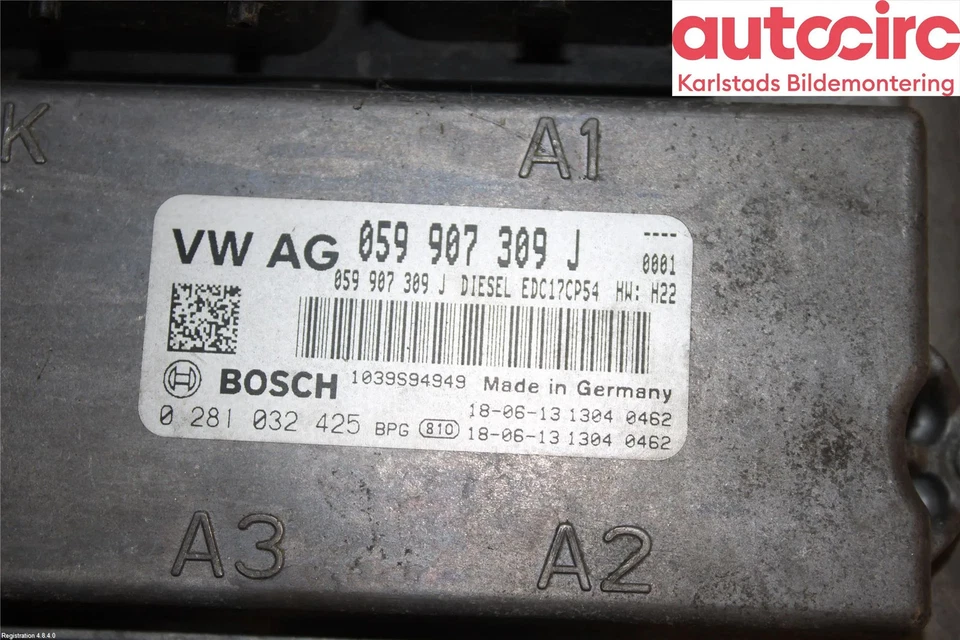 autocirc
Karlstads Bildemontering
K
A1
VW AG 059 907 309 J ----
0001
059 907 309 J DIESEL EDC17CP54 HW: H22
BOSCH 1039S94949 Made in Germany
0 281 032 425 BPG 810 18-06-13 1304 0462
18-06-13 1304 0462
A3 A2
Registration 4.8.4.0